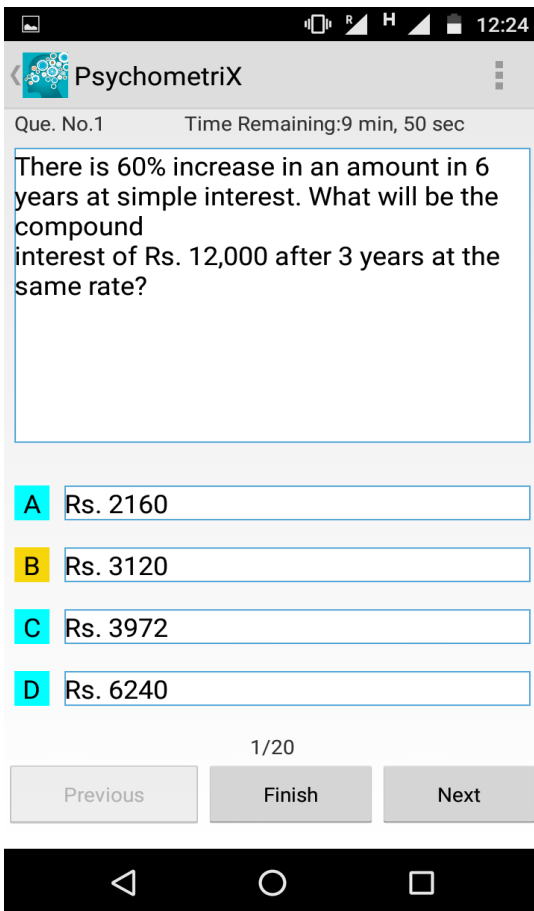 R H 12:24
PsychometriX
Que. No.1 Time Remaining:9 min, 50 sec
There is 60% increase in an amount in 6
years at simple interest. What will be the
compound
interest of Rs. 12,000 after 3 years at the
same rate?
A Rs. 2160
B Rs. 3120
C Rs. 3972
D Rs. 6240
1/20
Previous Finish Next